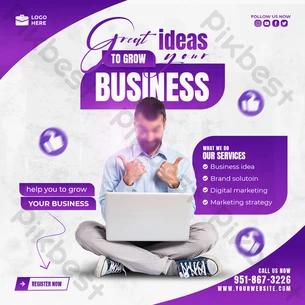 LOGO
HERE
FOLLOW US NOW
Great ideas
TO GROW your
BUSINESS
WHAT WE DO
OUR SERVICES
Business idea
Brand solutoin
Digital marketing
Marketing strategy
help you to grow
YOUR BUSINESS
REGISTER NOW
CALL US NOW
951-867-3226
YOURWEBSITE.COM
Pikbest